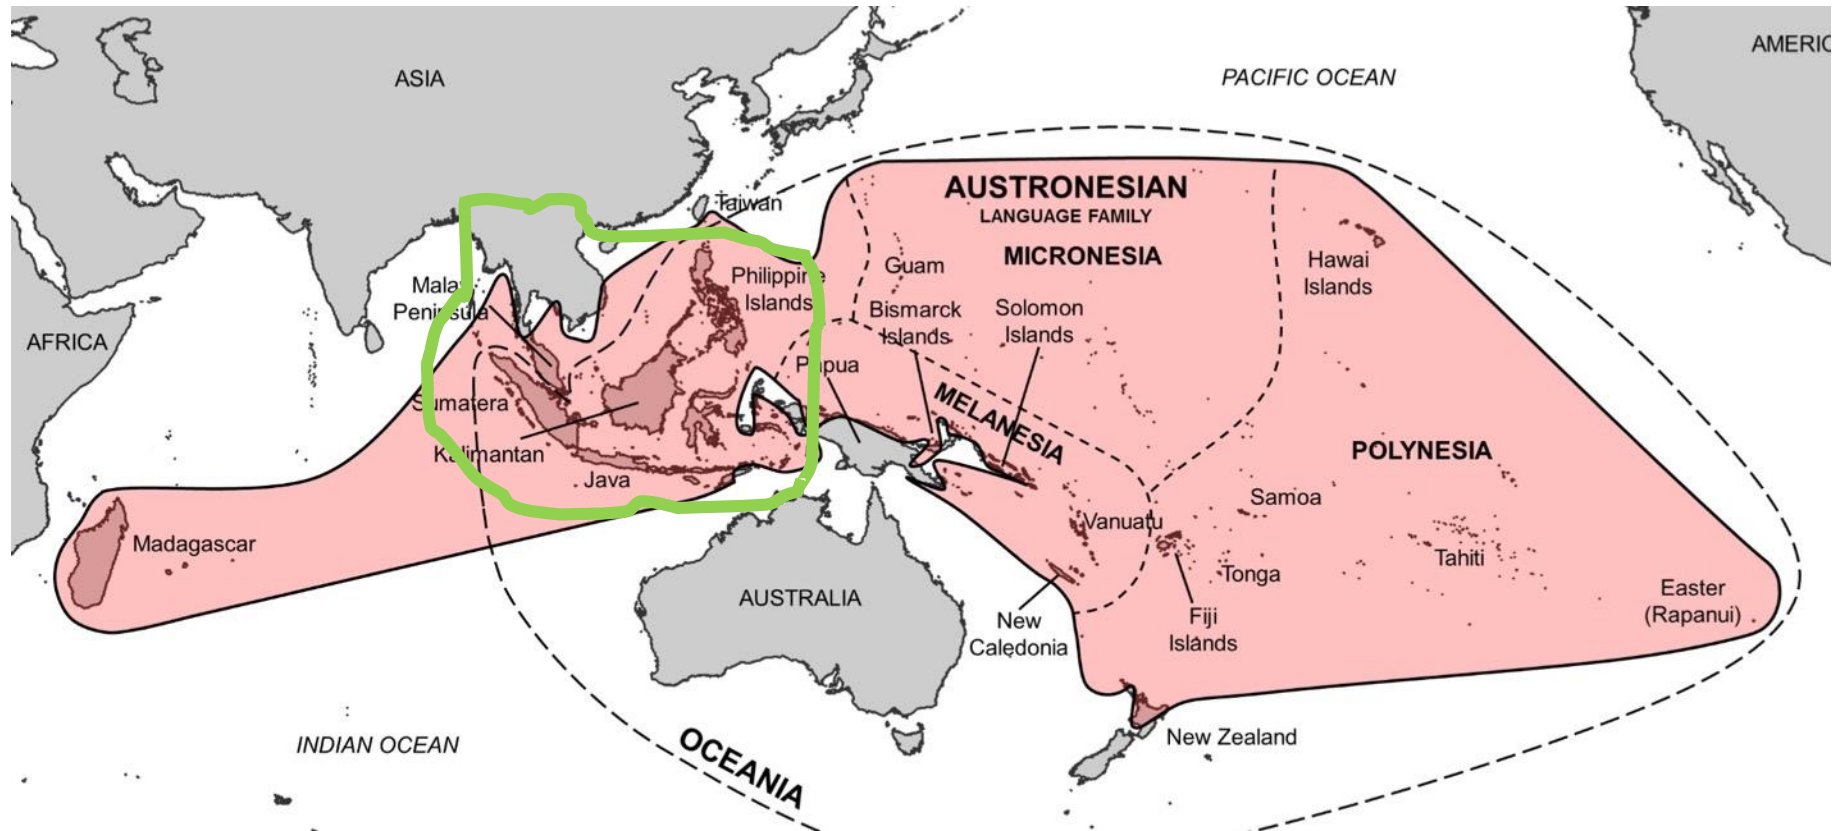 ASIA
PACIFIC OCEAN
AMERIC
Taiwan
AUSTRONESIAN
LANGUAGE FAMILY
MICRONESIA
Guam
Hawai
Islands
Malay
Peninsula
Philippine
Islands
Bismarck
Islands
Solomon
Islands
AFRICA
Papua
MELANESIA
Sumatera
Kalimantan
Java
POLYNESIA
Samoa
Vanuatu
Madagascar
Tahiti
Tonga
AUSTRALIA
Easter
(Rapanui)
New
Caledonia
Fiji
Islands
New Zealand
INDIAN OCEAN
OCEANIA